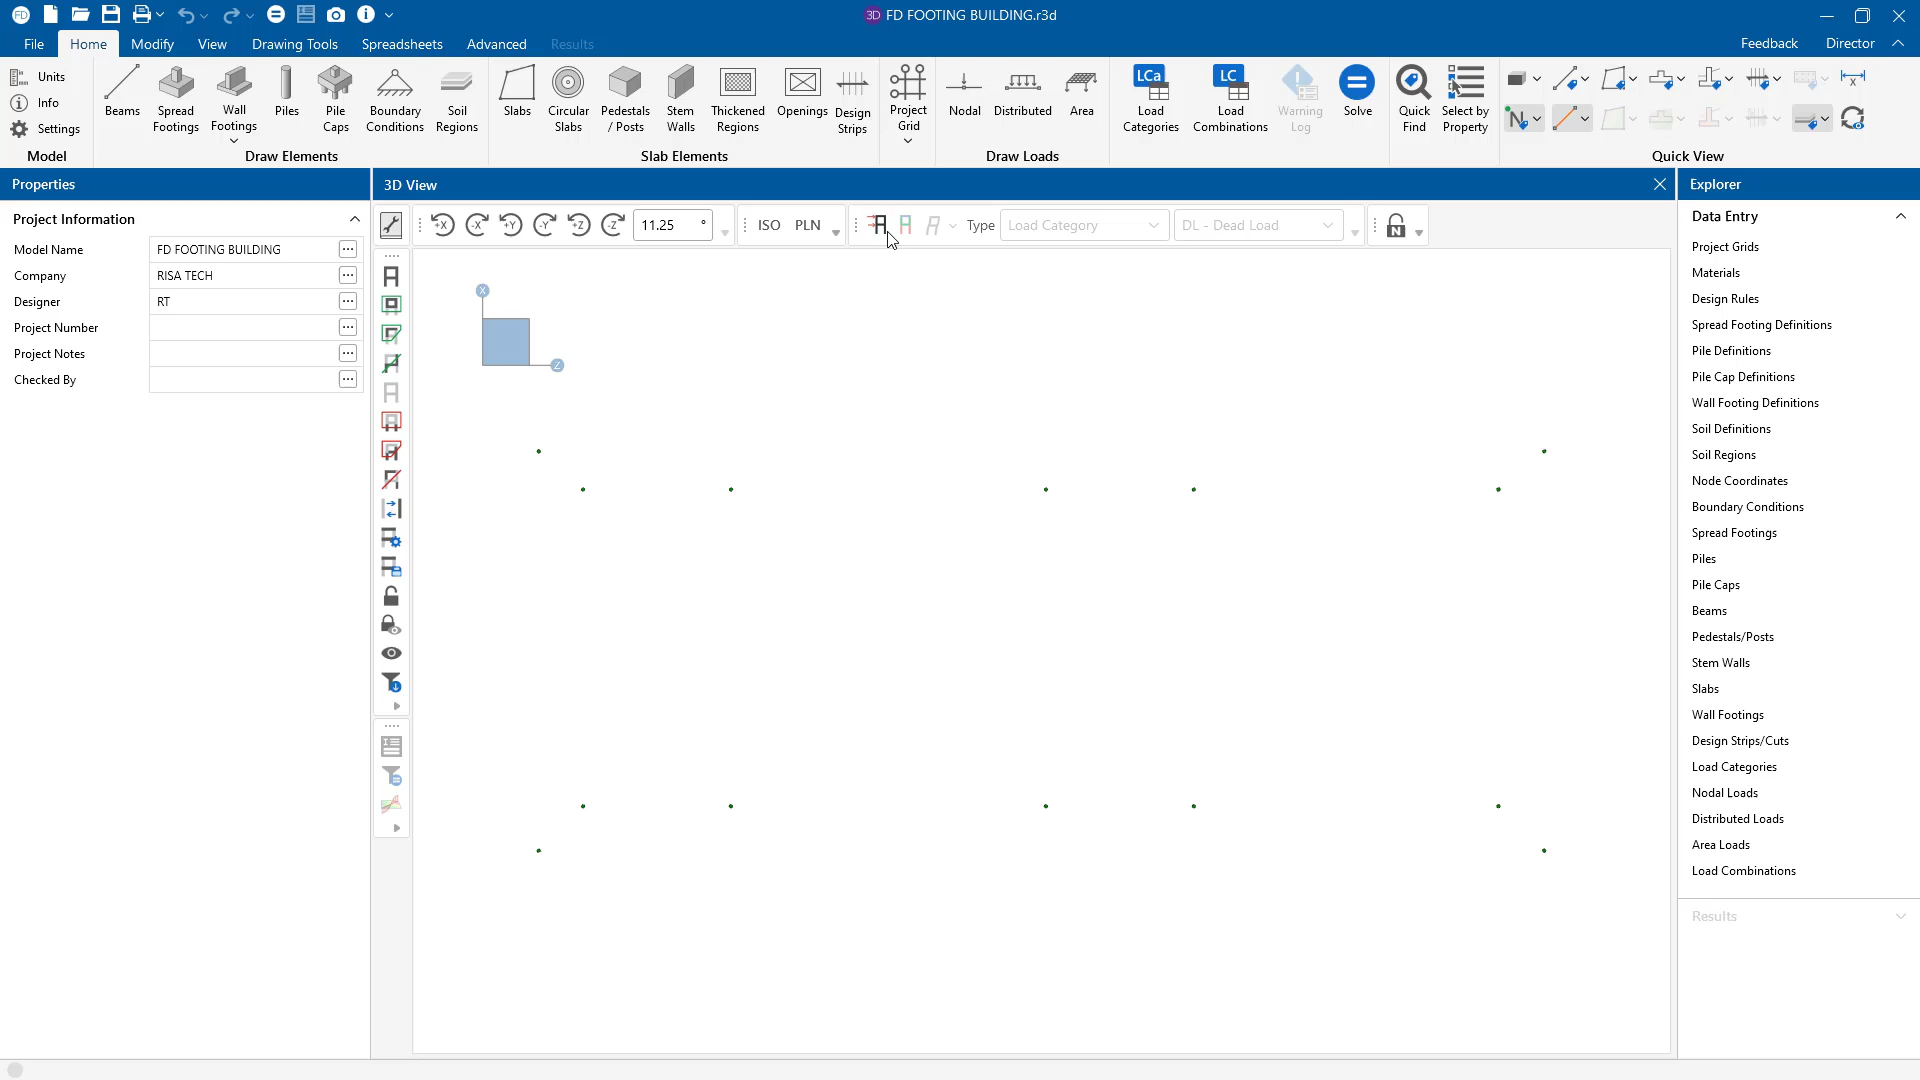 FD
3D FD FOOTING BUILDING.r3d
File Home Modify View Drawing Tools Spreadsheets Advanced Results Feedback Director
Units
Info
Settings
Model
Beams
Spread Footings
Wall Footings
Piles
Pile Caps
Boundary Conditions
Soil Regions
Draw Elements
Slabs
Circular Slabs
Pedestals / Posts
Stem Walls
Thickened Regions
Openings
Design Strips
Slab Elements
Project Grid
Nodal
Distributed
Area
Draw Loads
LCa
Load Categories
LC
Load Combinations
Warning Log
Solve
Quick Find
Select by Property
N
X
Quick View
Properties
Project Information
Model Name FD FOOTING BUILDING
Company RISA TECH
Designer RT
Project Number
Project Notes
Checked By
3D View
+X -X +Y -Y +Z -Z 11.25 ° ISO PLN Type Load Category DL - Dead Load N
X
Z
Explorer
Data Entry
Project Grids
Materials
Design Rules
Spread Footing Definitions
Pile Definitions
Pile Cap Definitions
Wall Footing Definitions
Soil Definitions
Soil Regions
Node Coordinates
Boundary Conditions
Spread Footings
Piles
Pile Caps
Beams
Pedestals/Posts
Stem Walls
Slabs
Wall Footings
Design Strips/Cuts
Load Categories
Nodal Loads
Distributed Loads
Area Loads
Load Combinations
Results